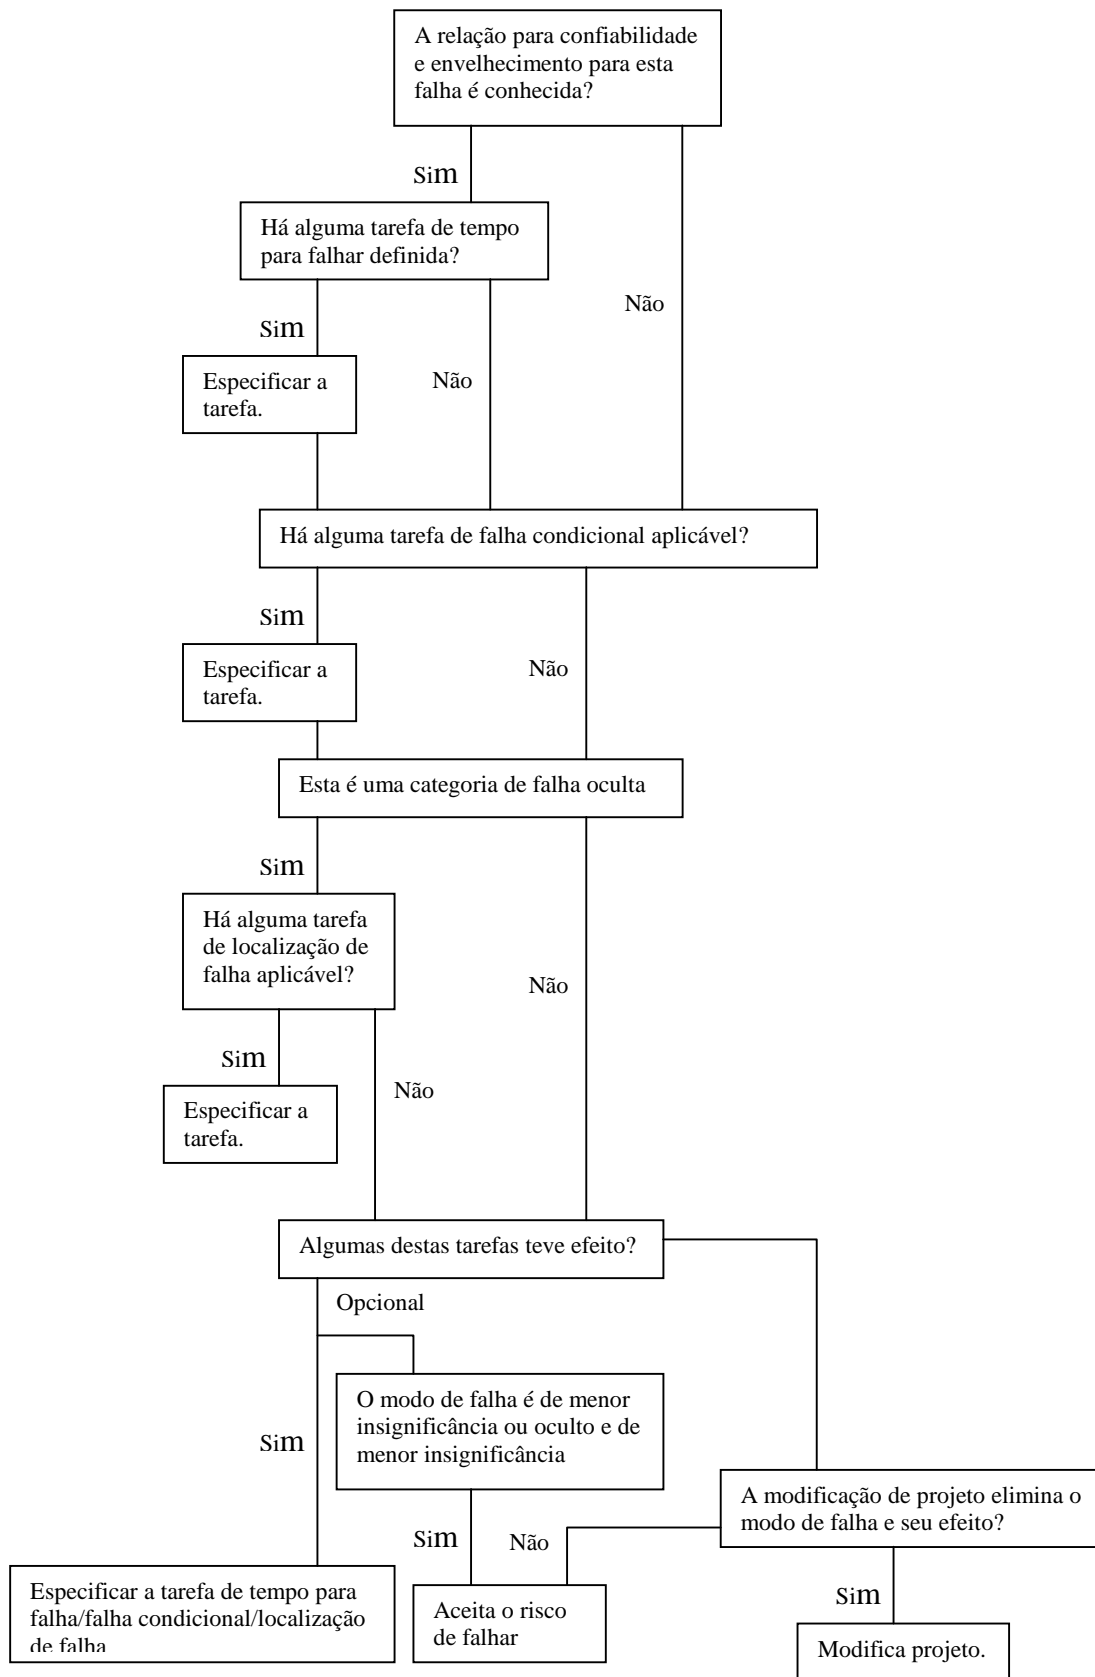 A relação para confiabilidade
e envelhecimento para esta
falha é conhecida?
Sim
Há alguma tarefa de tempo
para falhar definida?
Não
Sim
Não
Especificar a
tarefa.
Há alguma tarefa de falha condicional aplicável?
Sim
Não
Especificar a
tarefa.
Esta é uma categoria de falha oculta
Sim
Há alguma tarefa
de localização de
falha aplicável?
Não
Sim
Não
Especificar a
tarefa.
Algumas destas tarefas teve efeito?
Opcional
O modo de falha é de menor
insignificância ou oculto e de
menor insignificância
Sim
A modificação de projeto elimina o
modo de falha e seu efeito?
Sim
Não
Especificar a tarefa de tempo para
falha/falha condicional/localização
de falha
Aceita o risco
de falhar
Sim
Modifica projeto.